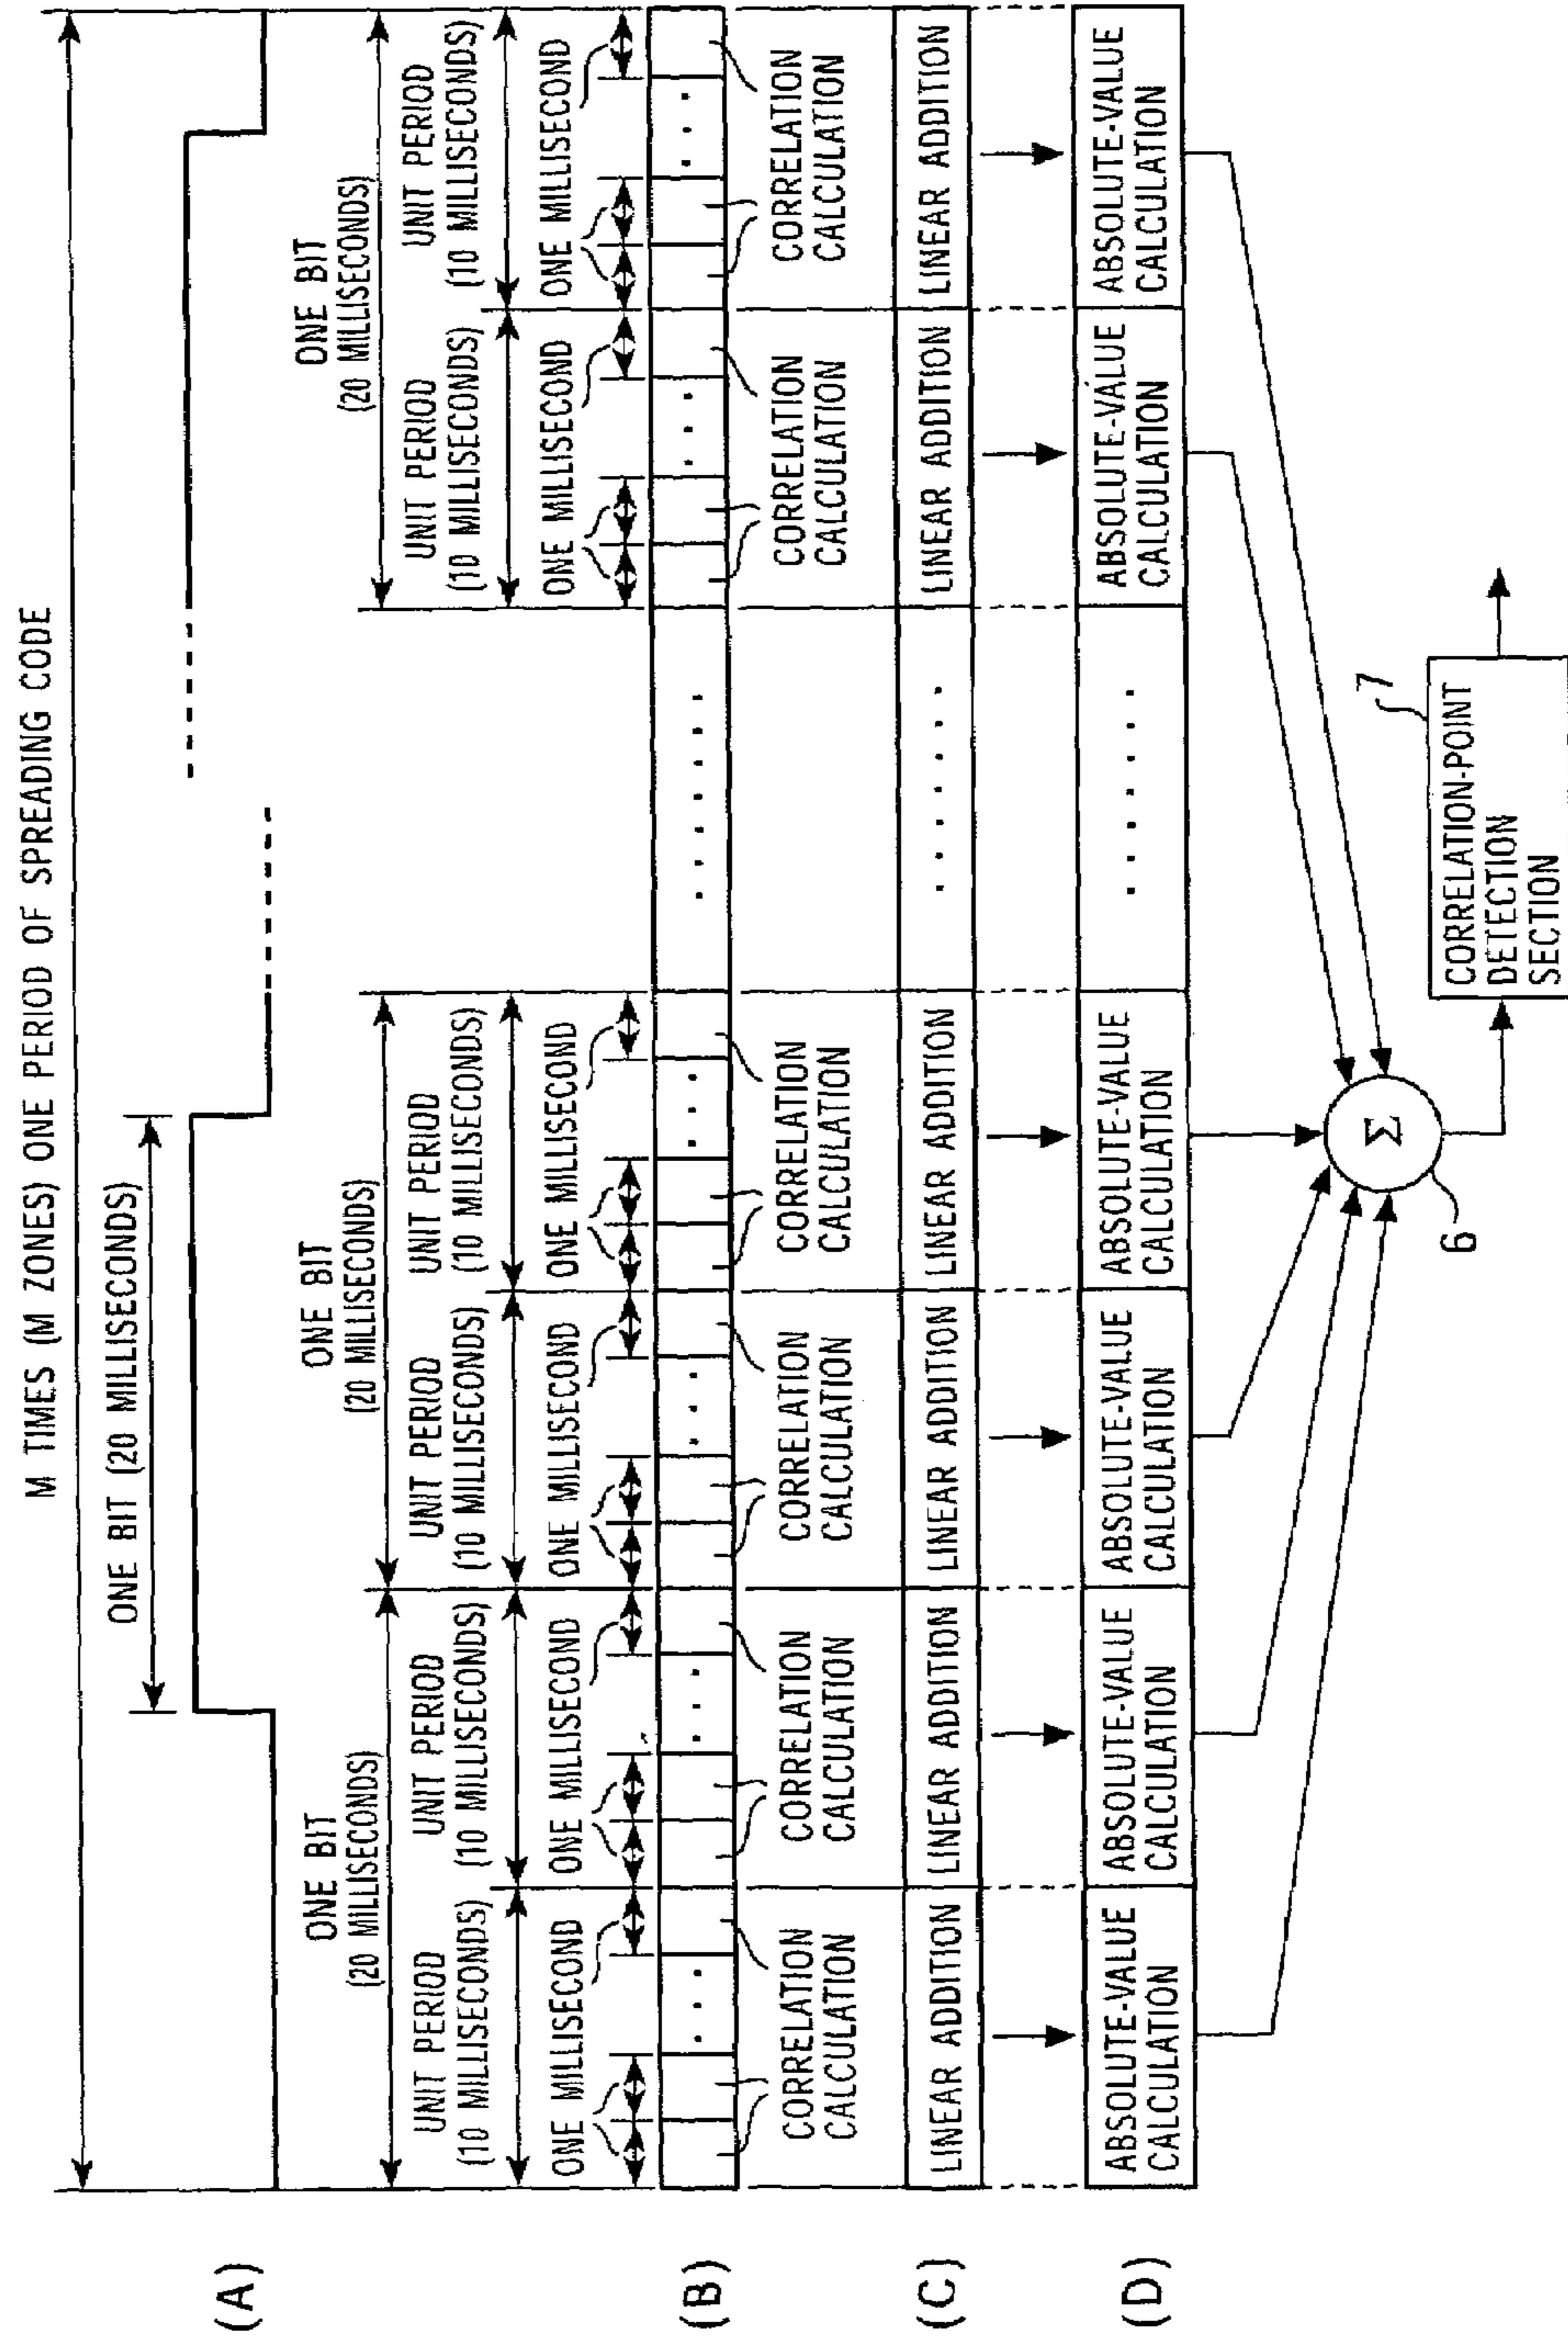 M TIMES (M ZONES) ONE PERIOD OF SPREADING CODE
(A)
ONE BIT (20 MILLISECONDS)
ONE BIT
(20 MILLISECONDS)
ONE BIT
(20 MILLISECONDS)
ONE BIT
(20 MILLISECONDS)
UNIT PERIOD
(10 MILLISECONDS)
UNIT PERIOD
(10 MILLISECONDS)
UNIT PERIOD
(10 MILLISECONDS)
UNIT PERIOD
(10 MILLISECONDS)
UNIT PERIOD
(10 MILLISECONDS)
UNIT PERIOD
(10 MILLISECONDS)
ONE MILLISECOND
ONE MILLISECOND
ONE MILLISECOND
ONE MILLISECOND
ONE MILLISECOND
ONE MILLISECOND
(B)
CORRELATION
CALCULATION
CORRELATION
CALCULATION
CORRELATION
CALCULATION
CORRELATION
CALCULATION
CORRELATION
CALCULATION
CORRELATION
CALCULATION
(C)
LINEAR ADDITION
LINEAR ADDITION
LINEAR ADDITION
LINEAR ADDITION
LINEAR ADDITION
LINEAR ADDITION
(D)
ABSOLUTE-VALUE
CALCULATION
ABSOLUTE-VALUE
CALCULATION
ABSOLUTE-VALUE
CALCULATION
ABSOLUTE-VALUE
CALCULATION
ABSOLUTE-VALUE
CALCULATION
ABSOLUTE-VALUE
CALCULATION
Σ
6
7
CORRELATION-POINT
DETECTION
SECTION